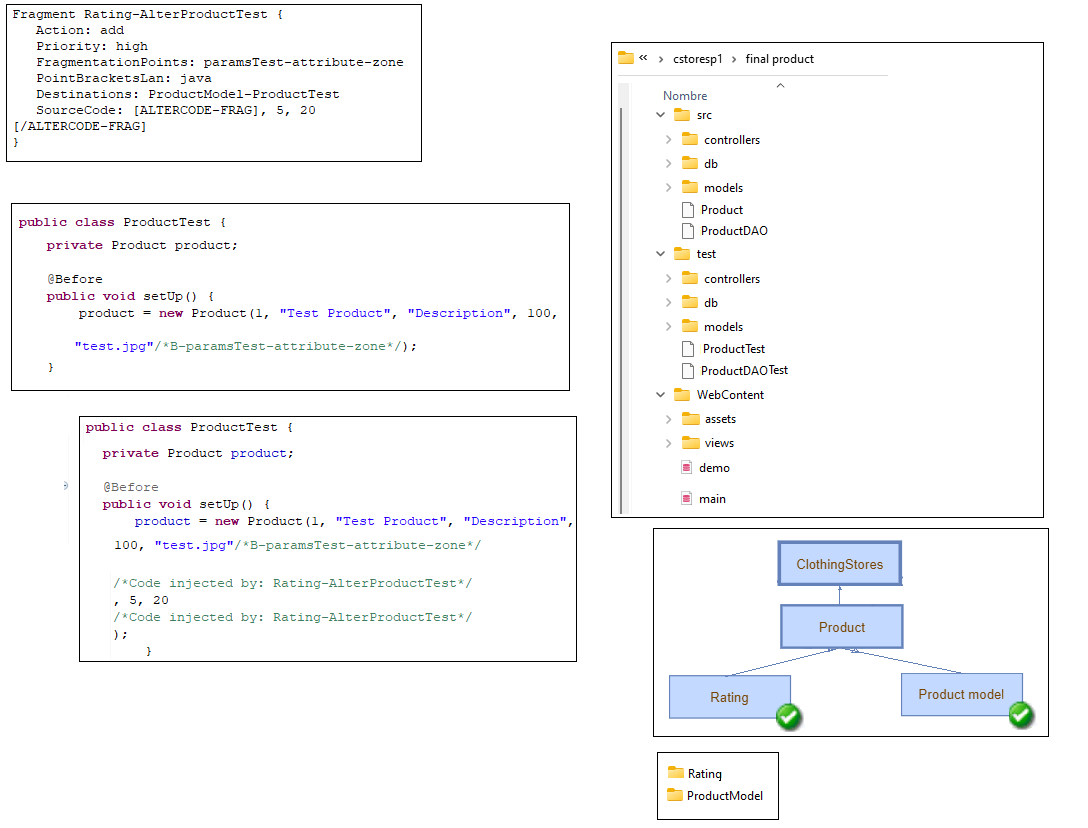 Fragment Rating-AlterProductTest {
Action: add
Priority: high
FragmentationPoints: paramsTest-attribute-zone
PointBracketsLan: java
Destinations: ProductModel-ProductTest
SourceCode: [ALTERCODE-FRAG], 5, 20
[/ALTERCODE-FRAG]
}
public class ProductTest {
private Product product;
@Before
public void setUp() {
product = new Product(1, "Test Product", "Description", 100,
"test.jpg"/*B-paramsTest-attribute-zone*/);
}
public class ProductTest {
private Product product;
@Before
public void setUp() {
product = new Product(1, "Test Product", "Description",
100, "test.jpg"/*B-paramsTest-attribute-zone*/
/*Code injected by: Rating-AlterProductTest*/
, 5, 20
/*Code injected by: Rating-AlterProductTest*/
);
}
« › cstoresp1 › final product
Nombre
src
controllers
db
models
Product
ProductDAO
test
controllers
db
models
ProductTest
ProductDAOTest
WebContent
assets
views
demo
main
ClothingStores
Product
Rating
Product model
Rating
ProductModel